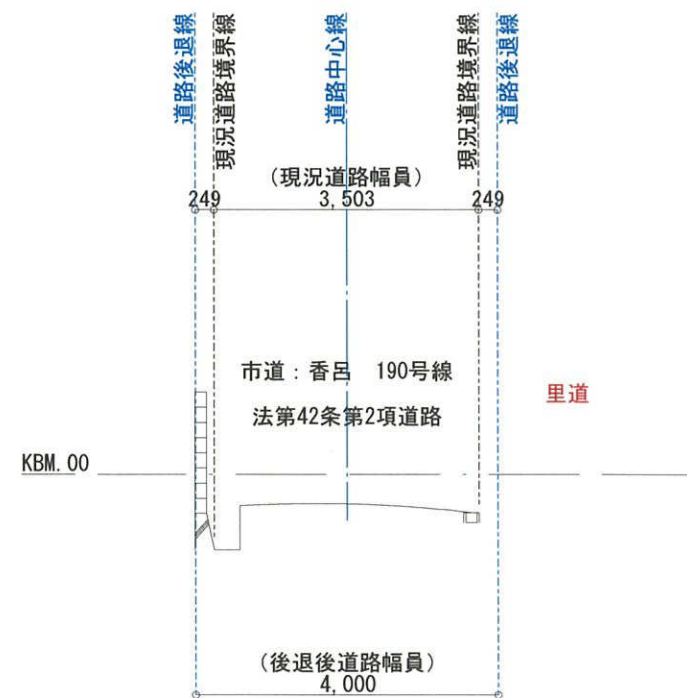 道路後退線
現況道路境界線
道路中心線
現況道路境界線
道路後退線
(現況道路幅員)
249
3,503
249
市道：香呂　190号線
法第42条第2項道路
里道
KBM.00
(後退後道路幅員)
4,000